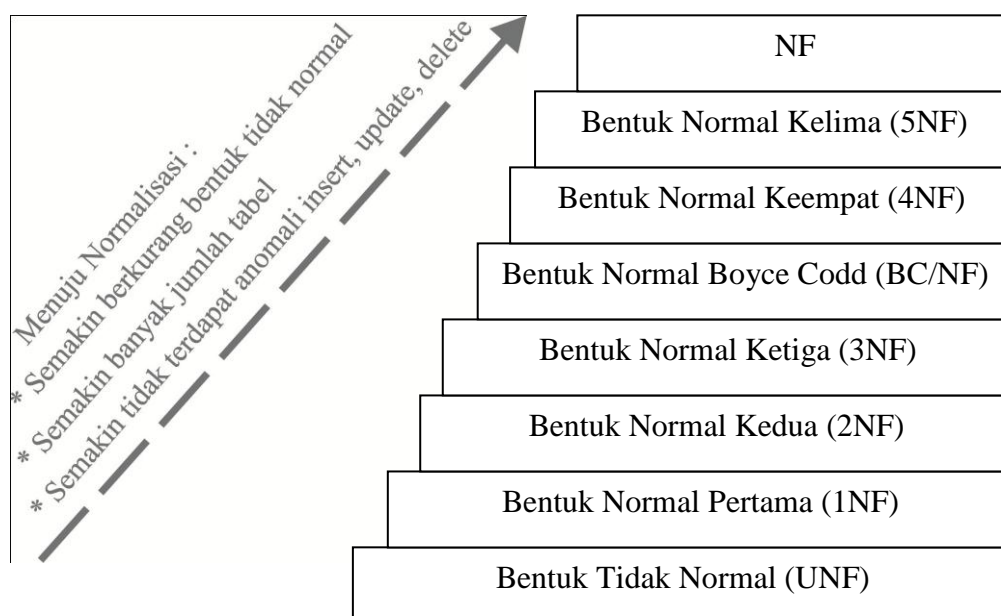 Menuju Normalisasi :
* Semakin berkurang bentuk tidak normal
* Semakin banyak jumlah tabel
* Semakin tidak terdapat anomali insert, update, delete
NF
Bentuk Normal Kelima (5NF)
Bentuk Normal Keempat (4NF)
Bentuk Normal Boyce Codd (BC/NF)
Bentuk Normal Ketiga (3NF)
Bentuk Normal Kedua (2NF)
Bentuk Normal Pertama (1NF)
Bentuk Tidak Normal (UNF)